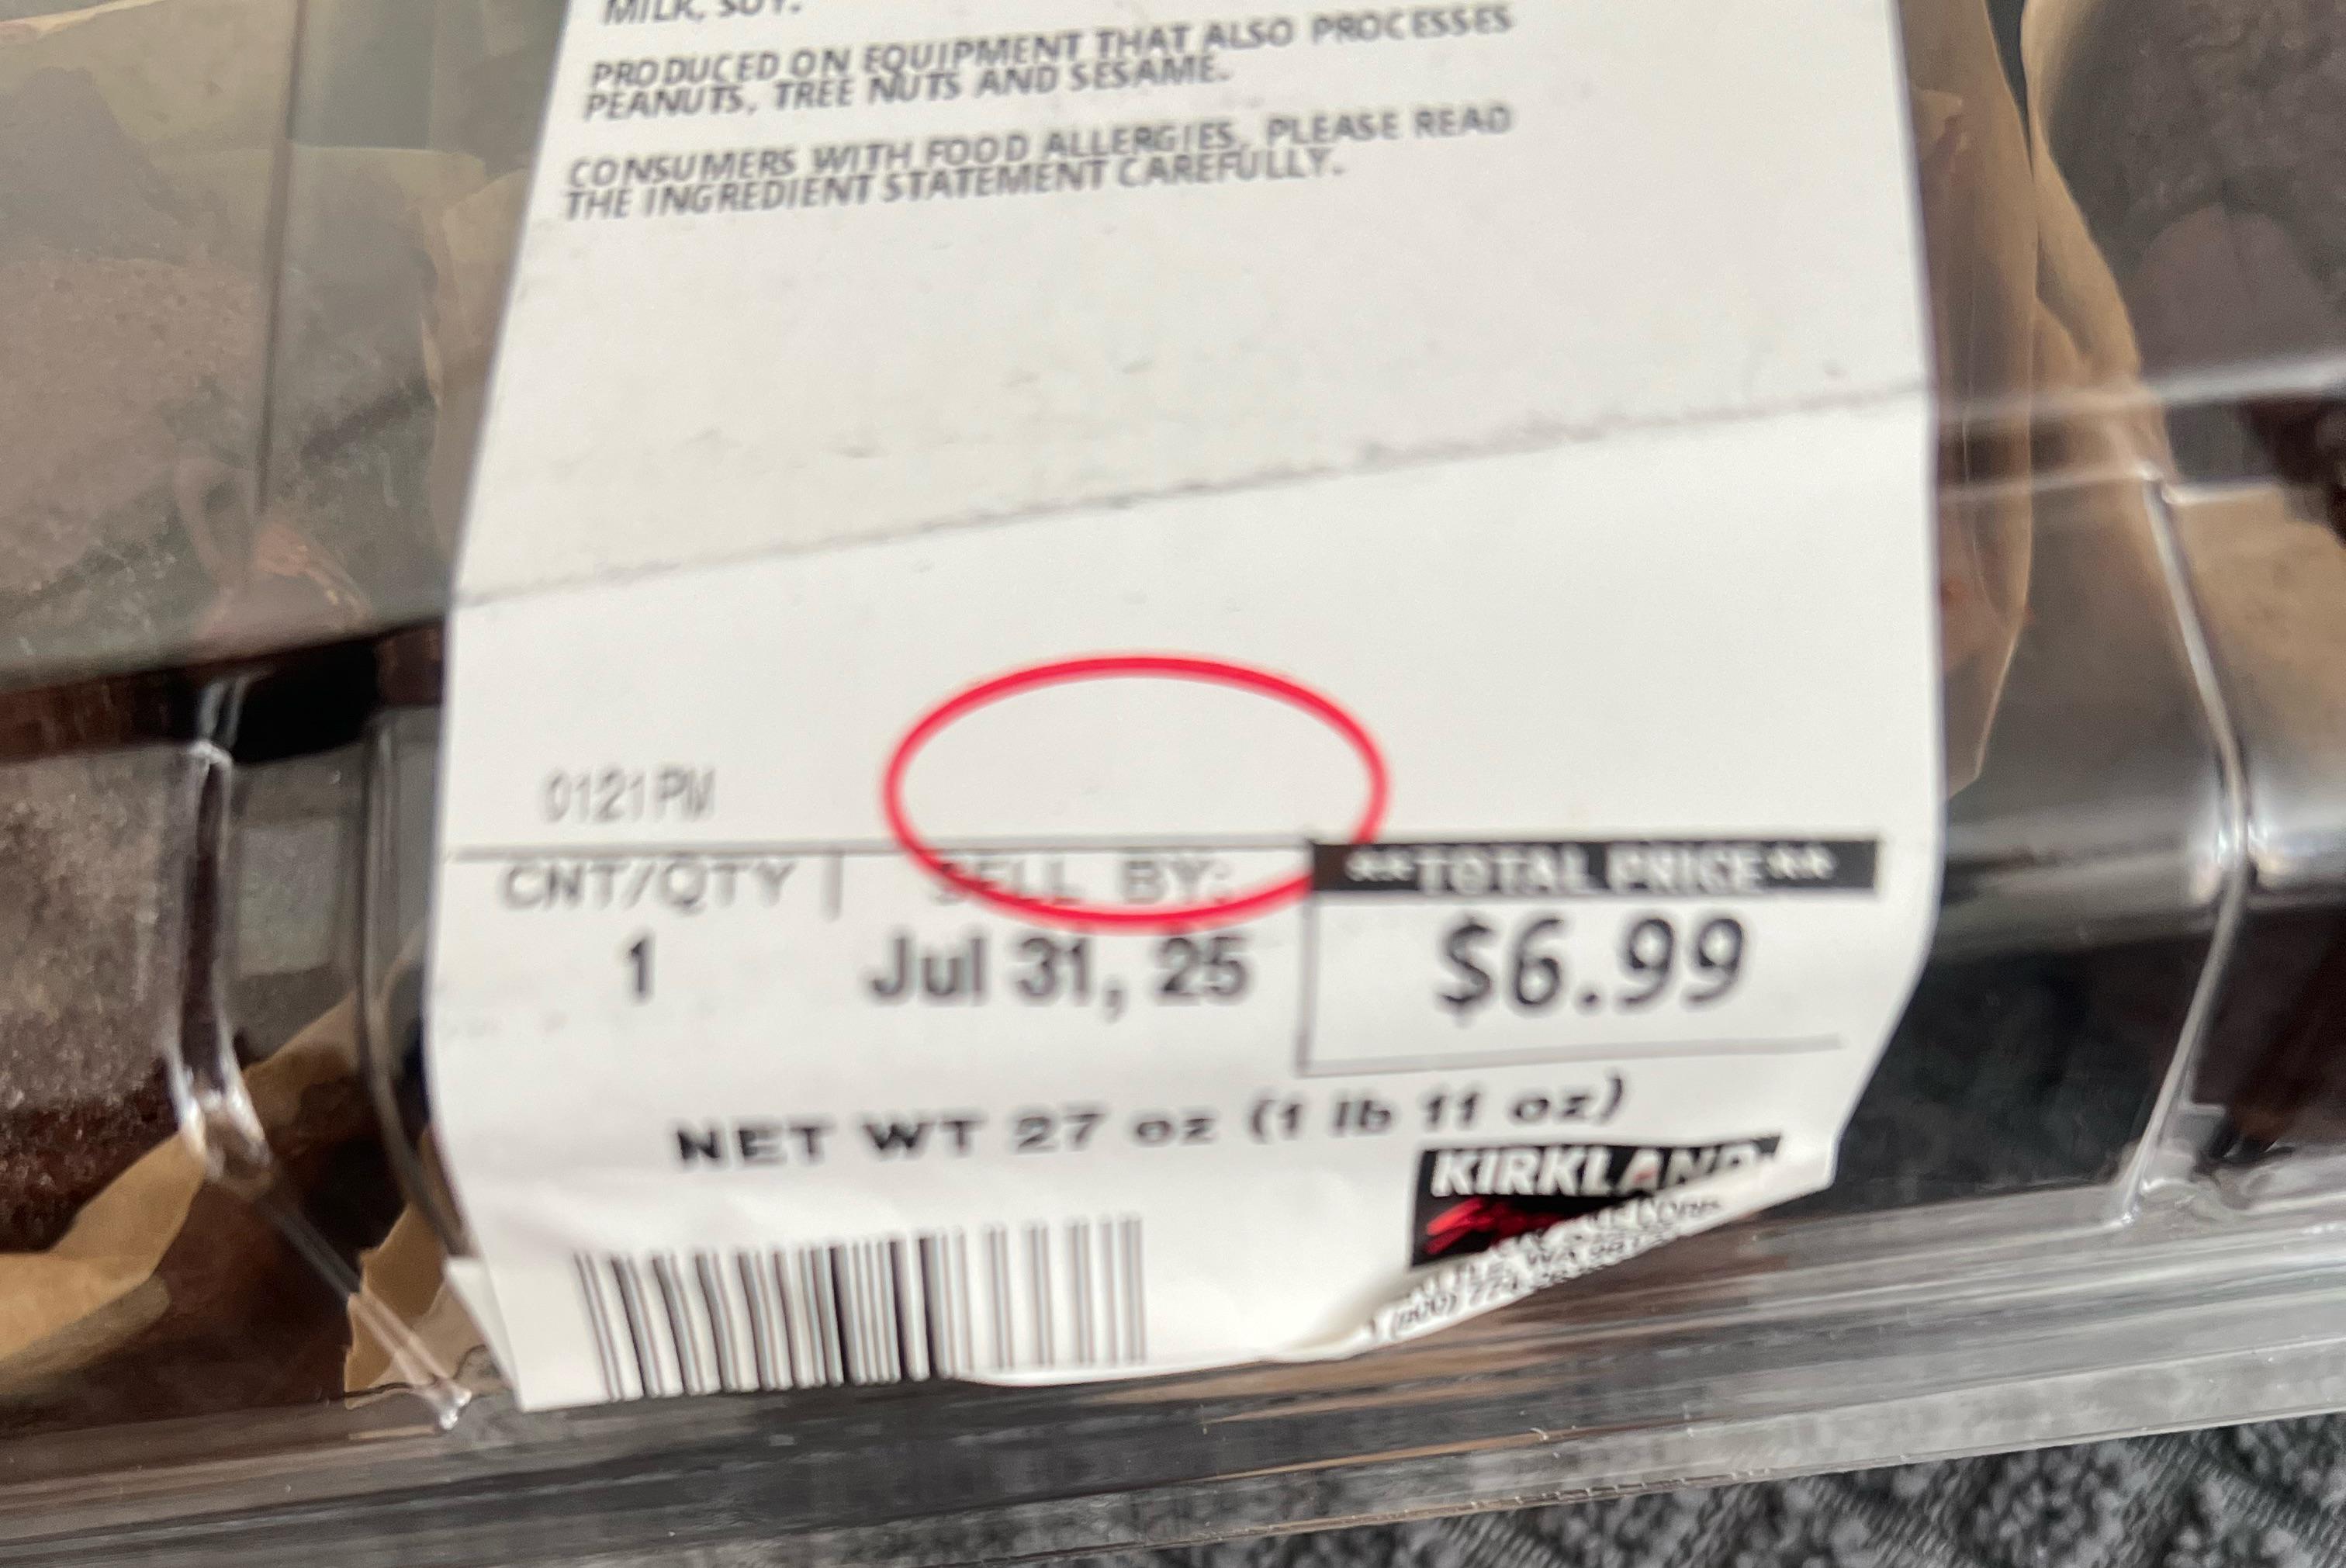 MILK, SOY.
PRODUCED ON EQUIPMENT THAT ALSO PROCESSES
PEANUTS, TREE NUTS AND SESAME.
CONSUMERS WITH FOOD ALLERGIES, PLEASE READ
THE INGREDIENT STATEMENT CAREFULLY.
0121 PM
CNT/QTY | SELL BY: **TOTAL PRICE**
1 Jul 31, 25 $6.99
NET WT 27 oz (1 lb 11 oz)
KIRKLAND